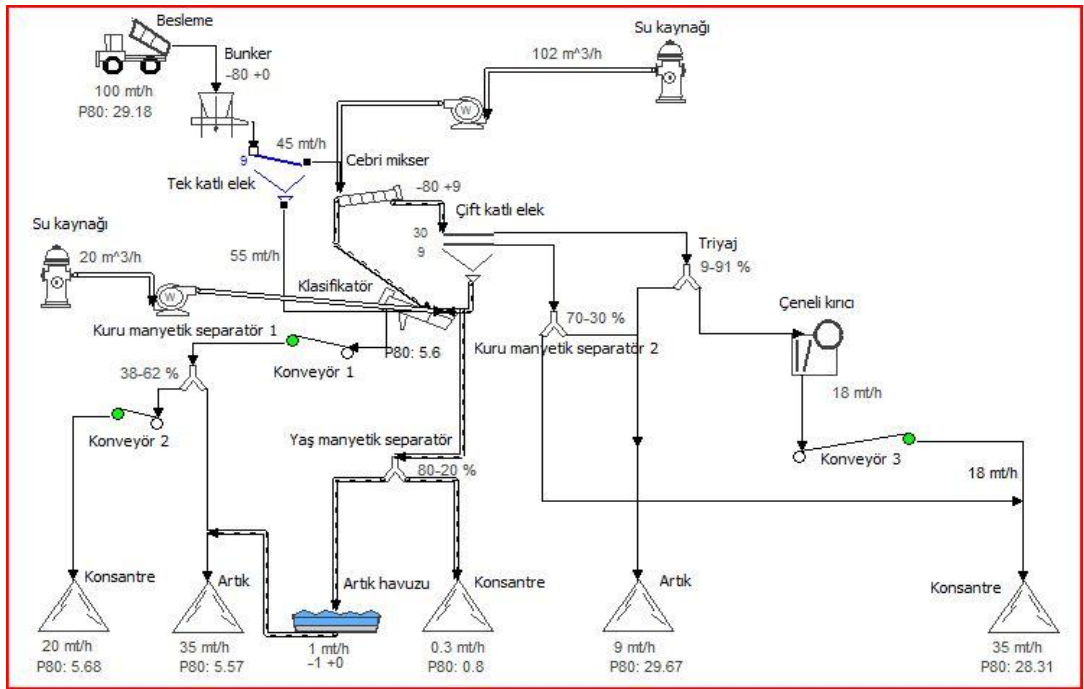 Besleme
Su kaynağı
Bunker
-80 +0
102 m^3/h
100 mt/h
P80: 29.18
W
45 mt/h
9
Cebri mikser
Tek katlı elek
-80 +9
Çift katlı elek
Su kaynağı
30
9
Triyaj
9-91 %
20 m^3/h
55 mt/h
Klasifikatör
W
Çeneli kırıcı
Kuru manyetik separatör 1
70-30 %
P80: 5.6
Kuru manyetik separatör 2
38-62 %
Konveyör 1
18 mt/h
Konveyör 2
Yaş manyetik separatör
Konveyör 3
80-20 %
18 mt/h
Konsantre
Artık
Artık havuzu
Konsantre
Artık
Konsantre
20 mt/h
P80: 5.68
35 mt/h
P80: 5.57
1 mt/h
-1 +0
0.3 mt/h
P80: 0.8
9 mt/h
P80: 29.67
35 mt/h
P80: 28.31